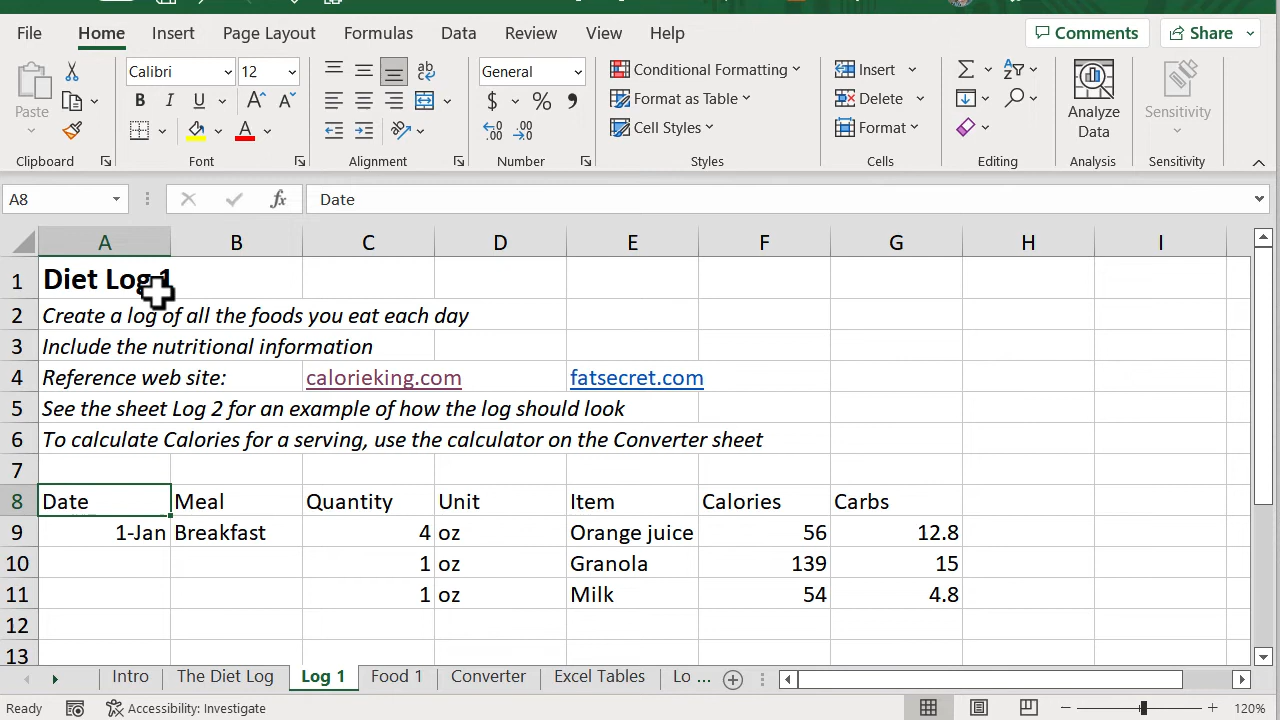 File Home Insert Page Layout Formulas Data Review View Help Comments Share
Calibri 12 General Conditional Formatting Insert
Paste B I U A A $ % Format as Table Delete Analyze Data Sensitivity
A Cell Styles Format
Clipboard Font Alignment Number Styles Cells Editing Analysis Sensitivity
A8 fx Date
A B C D E F G H I
1 Diet Log 1
2 Create a log of all the foods you eat each day
3 Include the nutritional information
4 Reference web site: calorieking.com fatsecret.com
5 See the sheet Log 2 for an example of how the log should look
6 To calculate Calories for a serving, use the calculator on the Converter sheet
7
8 Date Meal Quantity Unit Item Calories Carbs
9 1-Jan Breakfast 4 oz Orange juice 56 12.8
10 1 oz Granola 139 15
11 1 oz Milk 54 4.8
12
13
Intro The Diet Log Log 1 Food 1 Converter Excel Tables Lo ...
Ready Accessibility: Investigate 120%